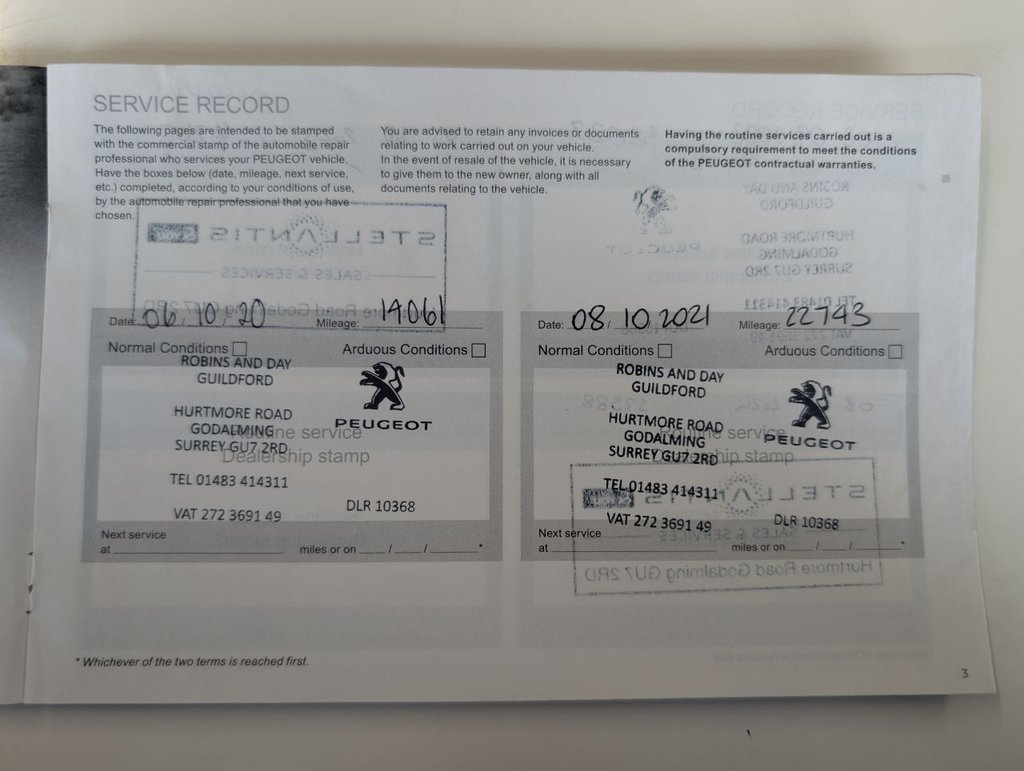 SERVICE RECORD
The following pages are intended to be stamped
with the commercial stamp of the automobile repair
professional who services your PEUGEOT vehicle.
Have the boxes below (date, mileage, next service,
etc.) completed, according to your conditions of use,
by the automobile repair professional that you have
chosen.
You are advised to retain any invoices or documents
relating to work carried out on your vehicle.
In the event of resale of the vehicle, it is necessary
to give them to the new owner, along with all
documents relating to the vehicle.
Having the routine services carried out is a
compulsory requirement to meet the conditions
of the PEUGEOT contractual warranties.
Date: 06/10/20 Mileage: 14061
Normal Conditions Arduous Conditions
ROBINS AND DAY
GUILDFORD
HURTMORE ROAD
GODALMING
SURREY GU7 2RD
TEL 01483 414311
VAT 272 3691 49
PEUGEOT
DLR 10368
Routine service
Dealership stamp
Next service
at miles or on / / *
Date: 08/10.2021 Mileage: 22743
Normal Conditions Arduous Conditions
ROBINS AND DAY
GUILDFORD
HURTMORE ROAD
GODALMING
SURREY GU7 2RD
TEL 01483 414311
VAT 272 3691 49
PEUGEOT
DLR 10368
Routine service
Dealership stamp
Next service
at miles or on / / *
* Whichever of the two terms is reached first.
3